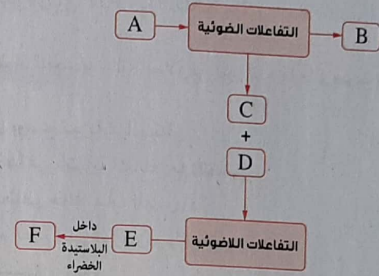 A
التفاعلات الضوئية
B
C
+
D
التفاعلات اللاضوئية
E
داخل
البلاستيدة
الخضراء
F